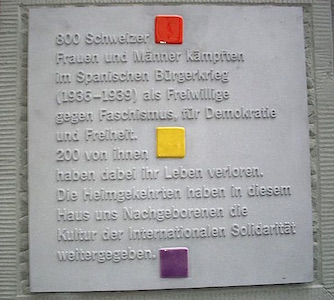 800 Schweizer
Frauen und Männer kämpften
im Spanischen Bürgerkrieg
(1936–1939) als Freiwillige
gegen Faschismus, für Demokratie
und Freiheit.
200 von ihnen
haben dabei ihr Leben verloren.
Die Heimgekehrten haben in diesem
Haus uns Nachgeborenen die
Kultur der Internationalen Solidarität
weitergegeben.